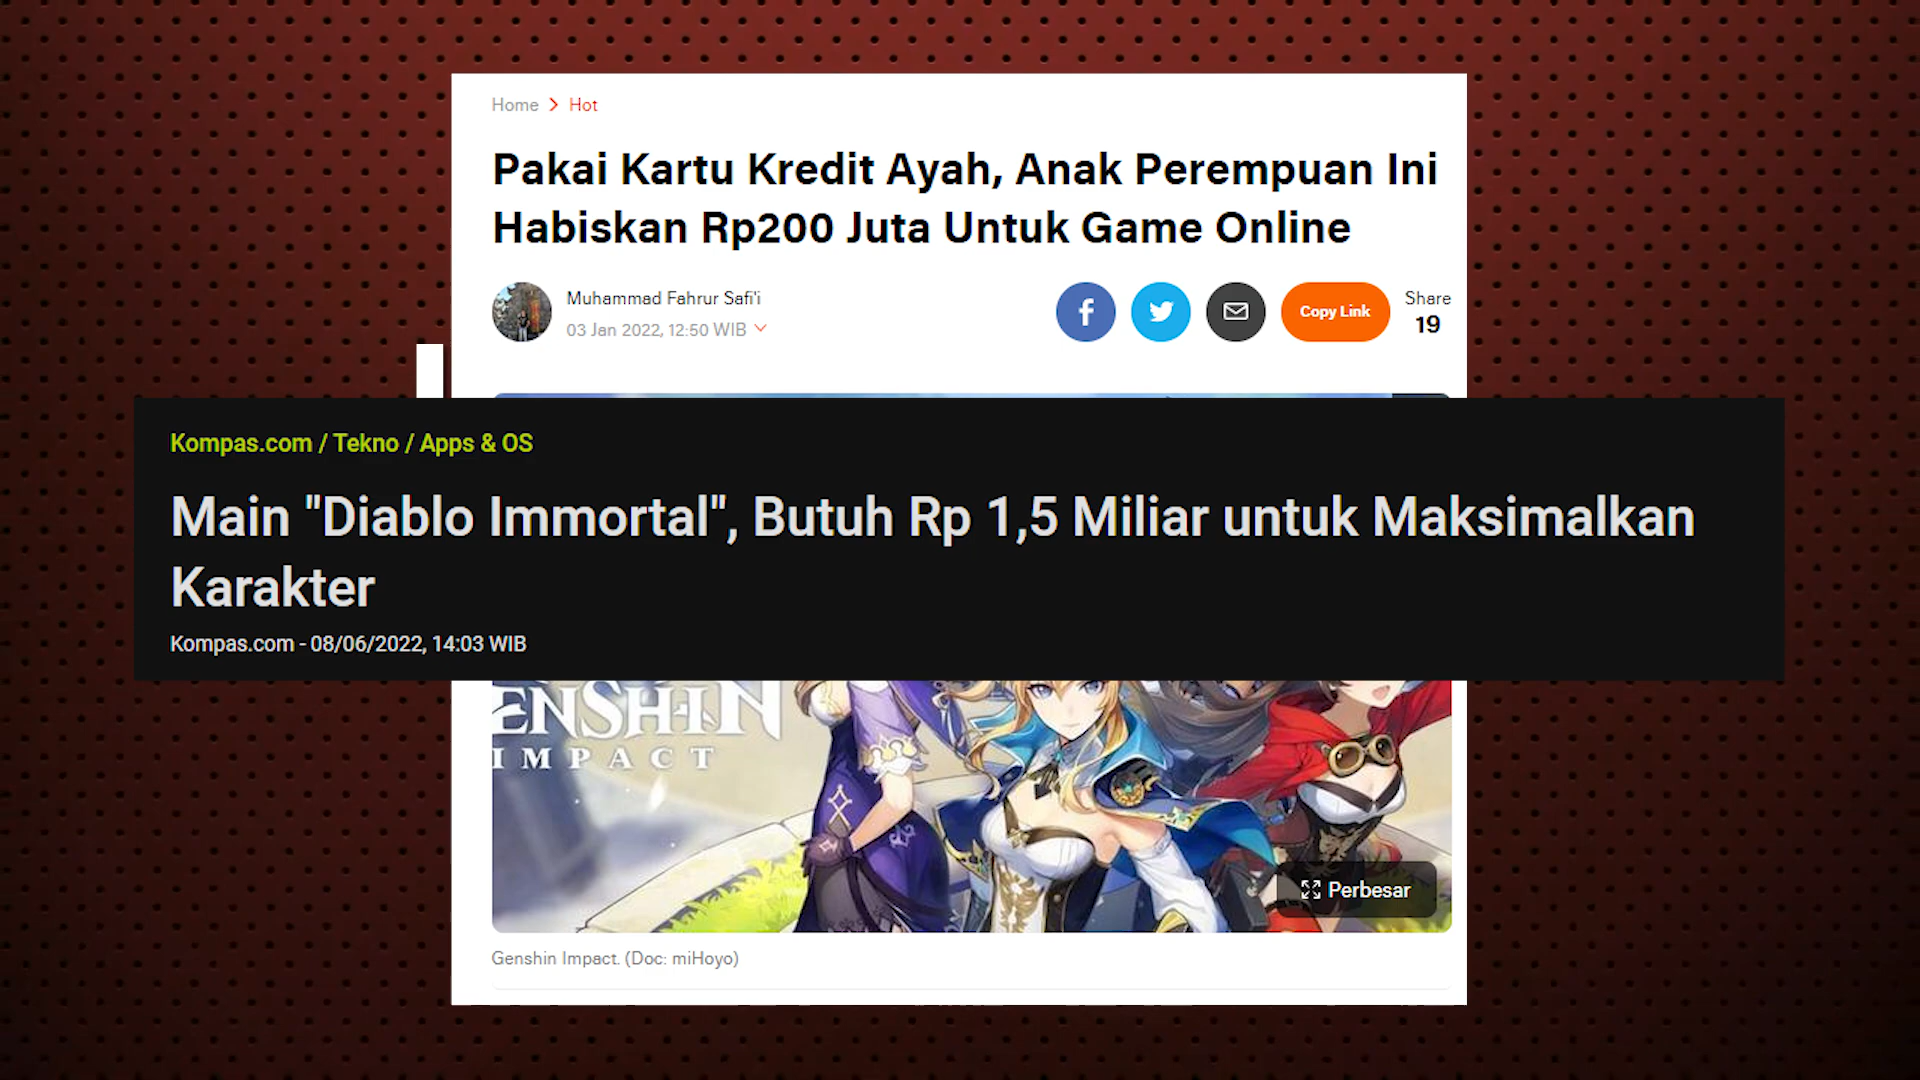 Home > Hot
Pakai Kartu Kredit Ayah, Anak Perempuan Ini
Habiskan Rp200 Juta Untuk Game Online
Muhammad Fahrur Safi'i
03 Jan 2022, 12:50 WIB
Copy Link
Share
19
Kompas.com / Tekno / Apps & OS
Main "Diablo Immortal", Butuh Rp 1,5 Miliar untuk Maksimalkan
Karakter
Kompas.com - 08/06/2022, 14:03 WIB
ENSHIN
IMPACT
Perbesar
Genshin Impact. (Doc: miHoyo)